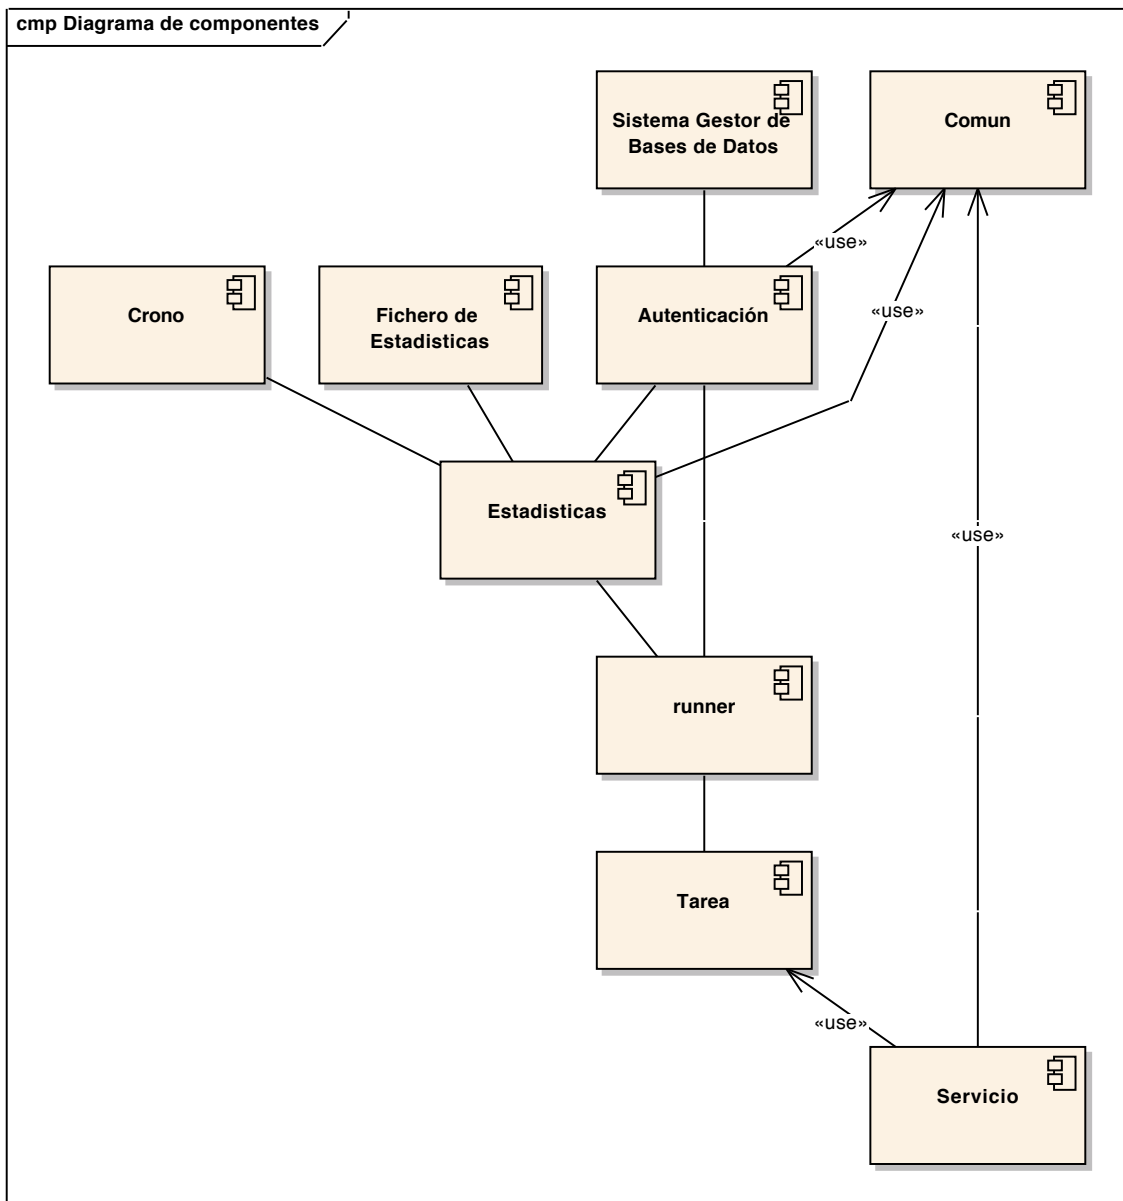 cmp Diagrama de componentes
Sistema Gestor de
Bases de Datos
Comun
«use»
Crono
Fichero de
Estadisticas
Autenticación
«use»
Estadisticas
«use»
runner
Tarea
«use»
Servicio